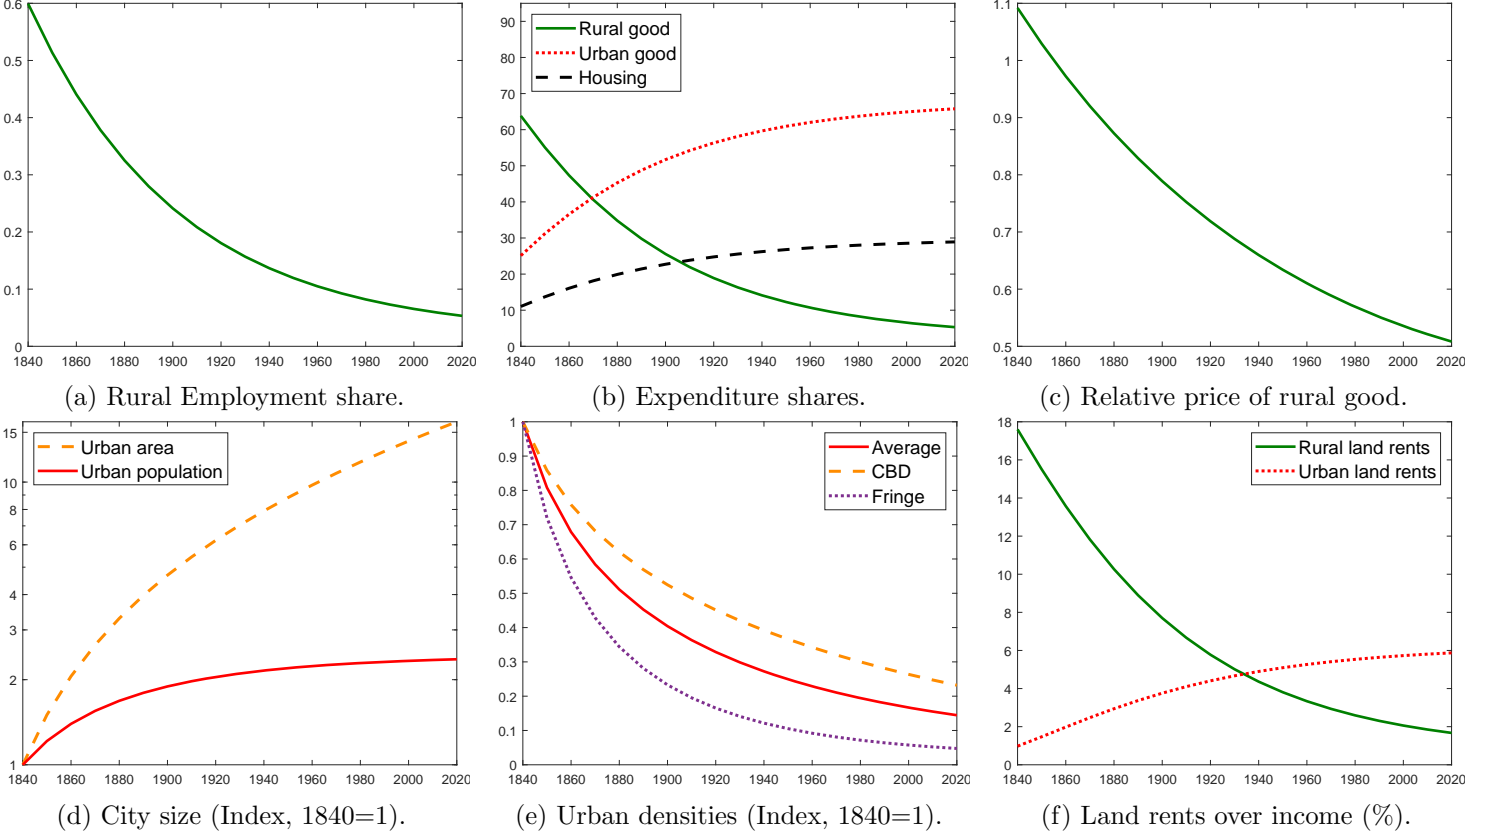 0.6
0.5
0.4
0.3
0.2
0.1
0
1840 1860 1880 1900 1920 1940 1960 1980 2000 2020
(a) Rural Employment share.
90
80
70
60
50
40
30
20
10
0
Rural good
Urban good
Housing
1840 1860 1880 1900 1920 1940 1960 1980 2000 2020
(b) Expenditure shares.
1.1
1
0.9
0.8
0.7
0.6
0.5
1840 1860 1880 1900 1920 1940 1960 1980 2000 2020
(c) Relative price of rural good.
15
10
8
6
4
3
2
1
Urban area
Urban population
1840 1860 1880 1900 1920 1940 1960 1980 2000 2020
(d) City size (Index, 1840=1).
1
0.9
0.8
0.7
0.6
0.5
0.4
0.3
0.2
0.1
0
Average
CBD
Fringe
1840 1860 1880 1900 1920 1940 1960 1980 2000 2020
(e) Urban densities (Index, 1840=1).
18
16
14
12
10
8
6
4
2
0
Rural land rents
Urban land rents
1840 1860 1880 1900 1920 1940 1960 1980 2000 2020
(f) Land rents over income (%).